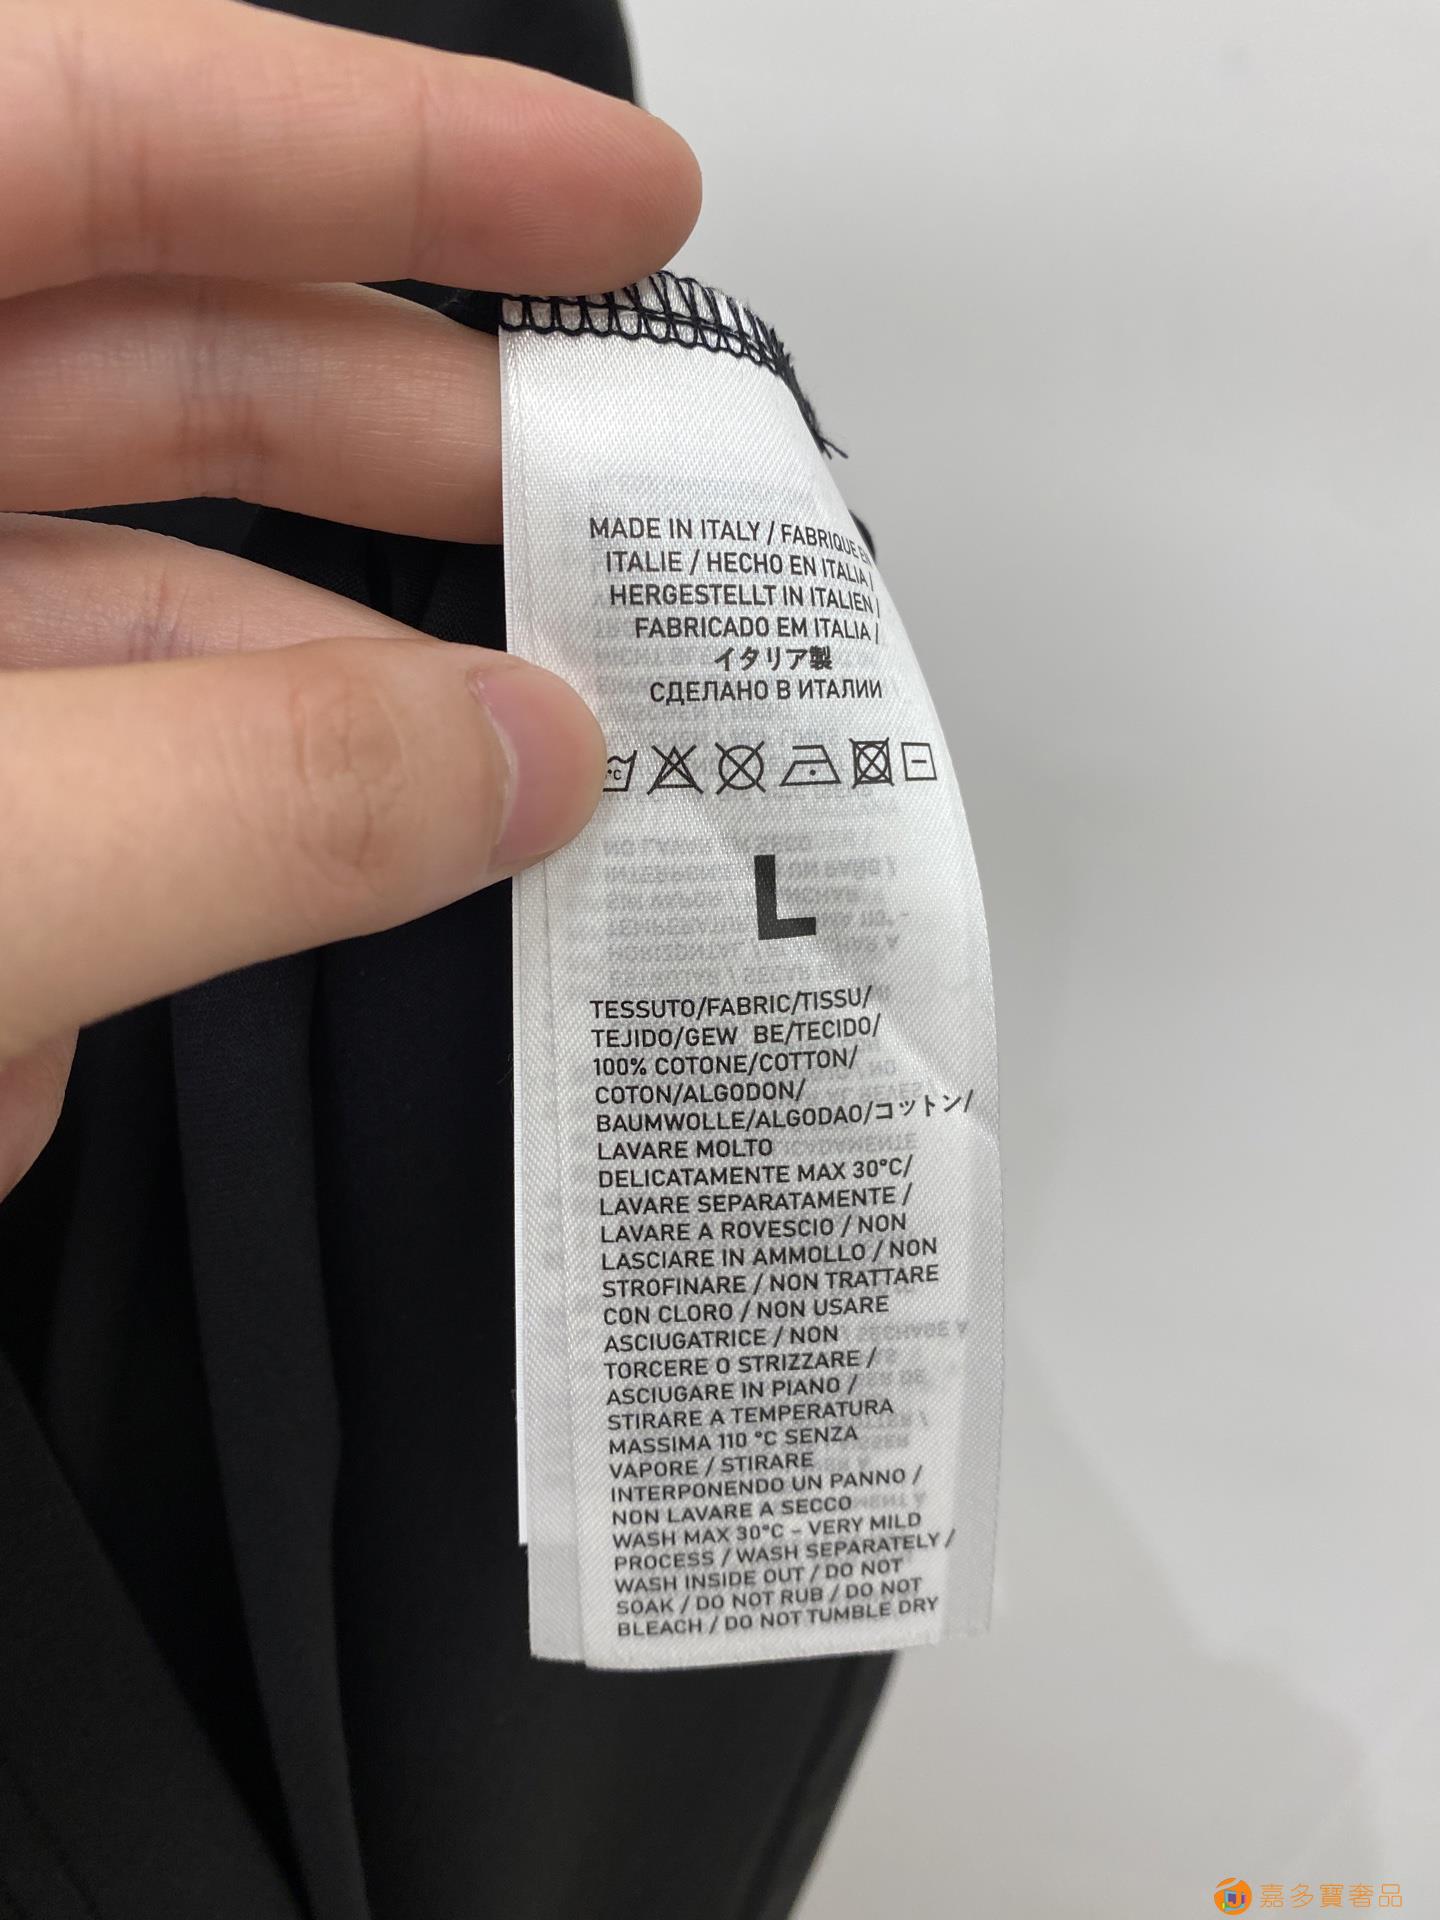 MADE IN ITALY / FABRIQUE EN
ITALIE / HECHO EN ITALIA /
HERGESTELLT IN ITALIEN /
FABRICADO EM ITALIA /
イタリア製
СДЕЛАНО В ИТАЛИИ
°C
L
TESSUTO/FABRIC/TISSU/
TEJIDO/GEW BE/TECIDO/
100% COTONE/COTTON/
COTON/ALGODON/
BAUMWOLLE/ALGODAO/コットン/
LAVARE MOLTO
DELICATAMENTE MAX 30°C/
LAVARE SEPARATAMENTE /
LAVARE A ROVESCIO / NON
LASCIARE IN AMMOLLO / NON
STROFINARE / NON TRATTARE
CON CLORO / NON USARE
ASCIUGATRICE / NON
TORCERE O STRIZZARE /
ASCIUGARE IN PIANO /
STIRARE A TEMPERATURA
MASSIMA 110 °C SENZA
VAPORE / STIRARE
INTERPONENDO UN PANNO /
NON LAVARE A SECCO
WASH MAX 30°C - VERY MILD
PROCESS / WASH SEPARATELY /
WASH INSIDE OUT / DO NOT
SOAK / DO NOT RUB / DO NOT
BLEACH / DO NOT TUMBLE DRY
嘉多寶奢品